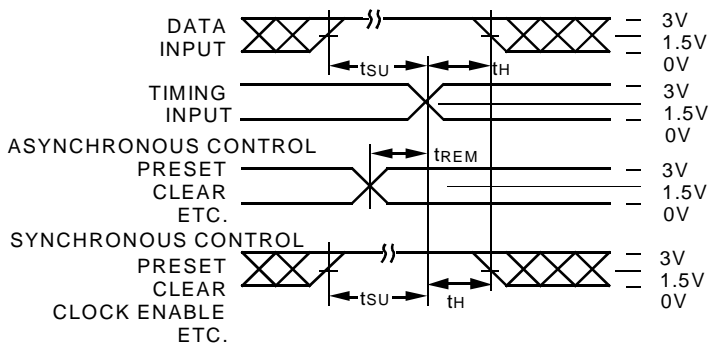 DATA
INPUT
tSU
tH
3V
1.5V
0V
TIMING
INPUT
3V
1.5V
0V
ASYNCHRONOUS CONTROL
PRESET
CLEAR
ETC.
tREM
3V
1.5V
0V
SYNCHRONOUS CONTROL
PRESET
CLEAR
CLOCK ENABLE
ETC.
tSU
tH
3V
1.5V
0V